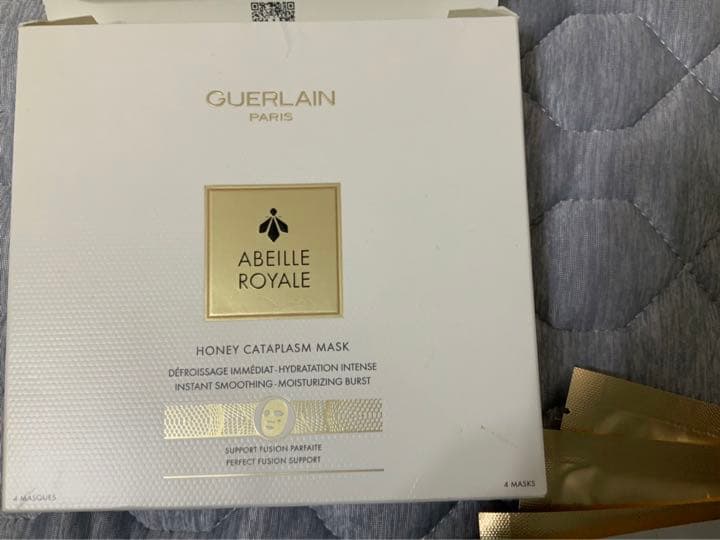 GUERLAIN
PARIS
ABEILLE
ROYALE
HONEY CATAPLASM MASK
DÉFROISSAGE IMMÉDIAT · HYDRATATION INTENSE
INSTANT SMOOTHING · MOISTURIZING BURST
SUPPORT FUSION PARFAITE
PERFECT FUSION SUPPORT
4 MASQUES
4 MASKS